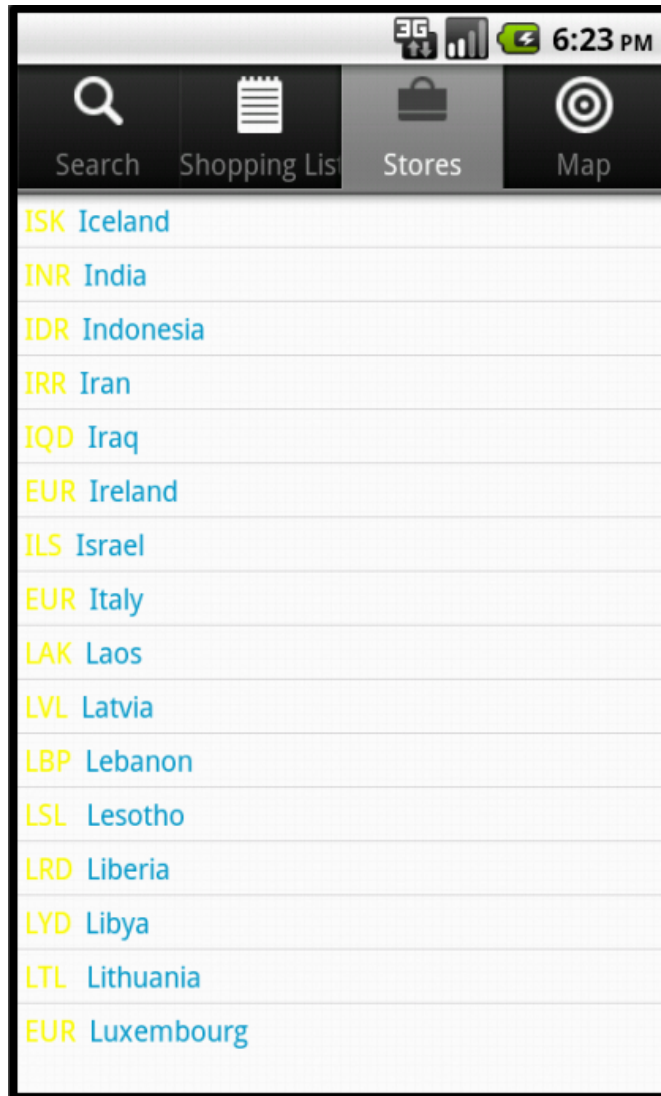 3G 6:23 PM
Search Shopping List Stores Map
ISK Iceland
INR India
IDR Indonesia
IRR Iran
IQD Iraq
EUR Ireland
ILS Israel
EUR Italy
LAK Laos
LVL Latvia
LBP Lebanon
LSL Lesotho
LRD Liberia
LYD Libya
LTL Lithuania
EUR Luxembourg